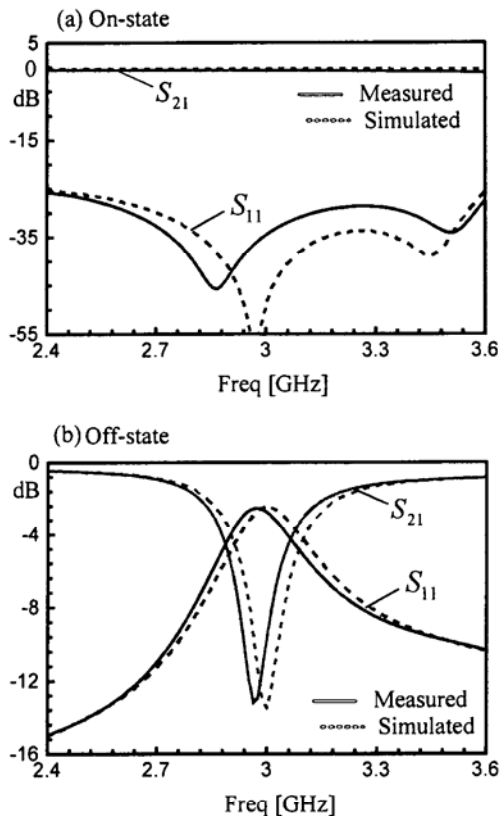 (a) On-state
5
0
dB
S21
Measured
Simulated
-15
S11
-35
-55
2.4 2.7 3 3.3 3.6
Freq [GHz]
(b) Off-state
0
dB
-4
S21
-8
S11
-12
Measured
Simulated
-16
2.4 2.7 3 3.3 3.6
Freq [GHz]